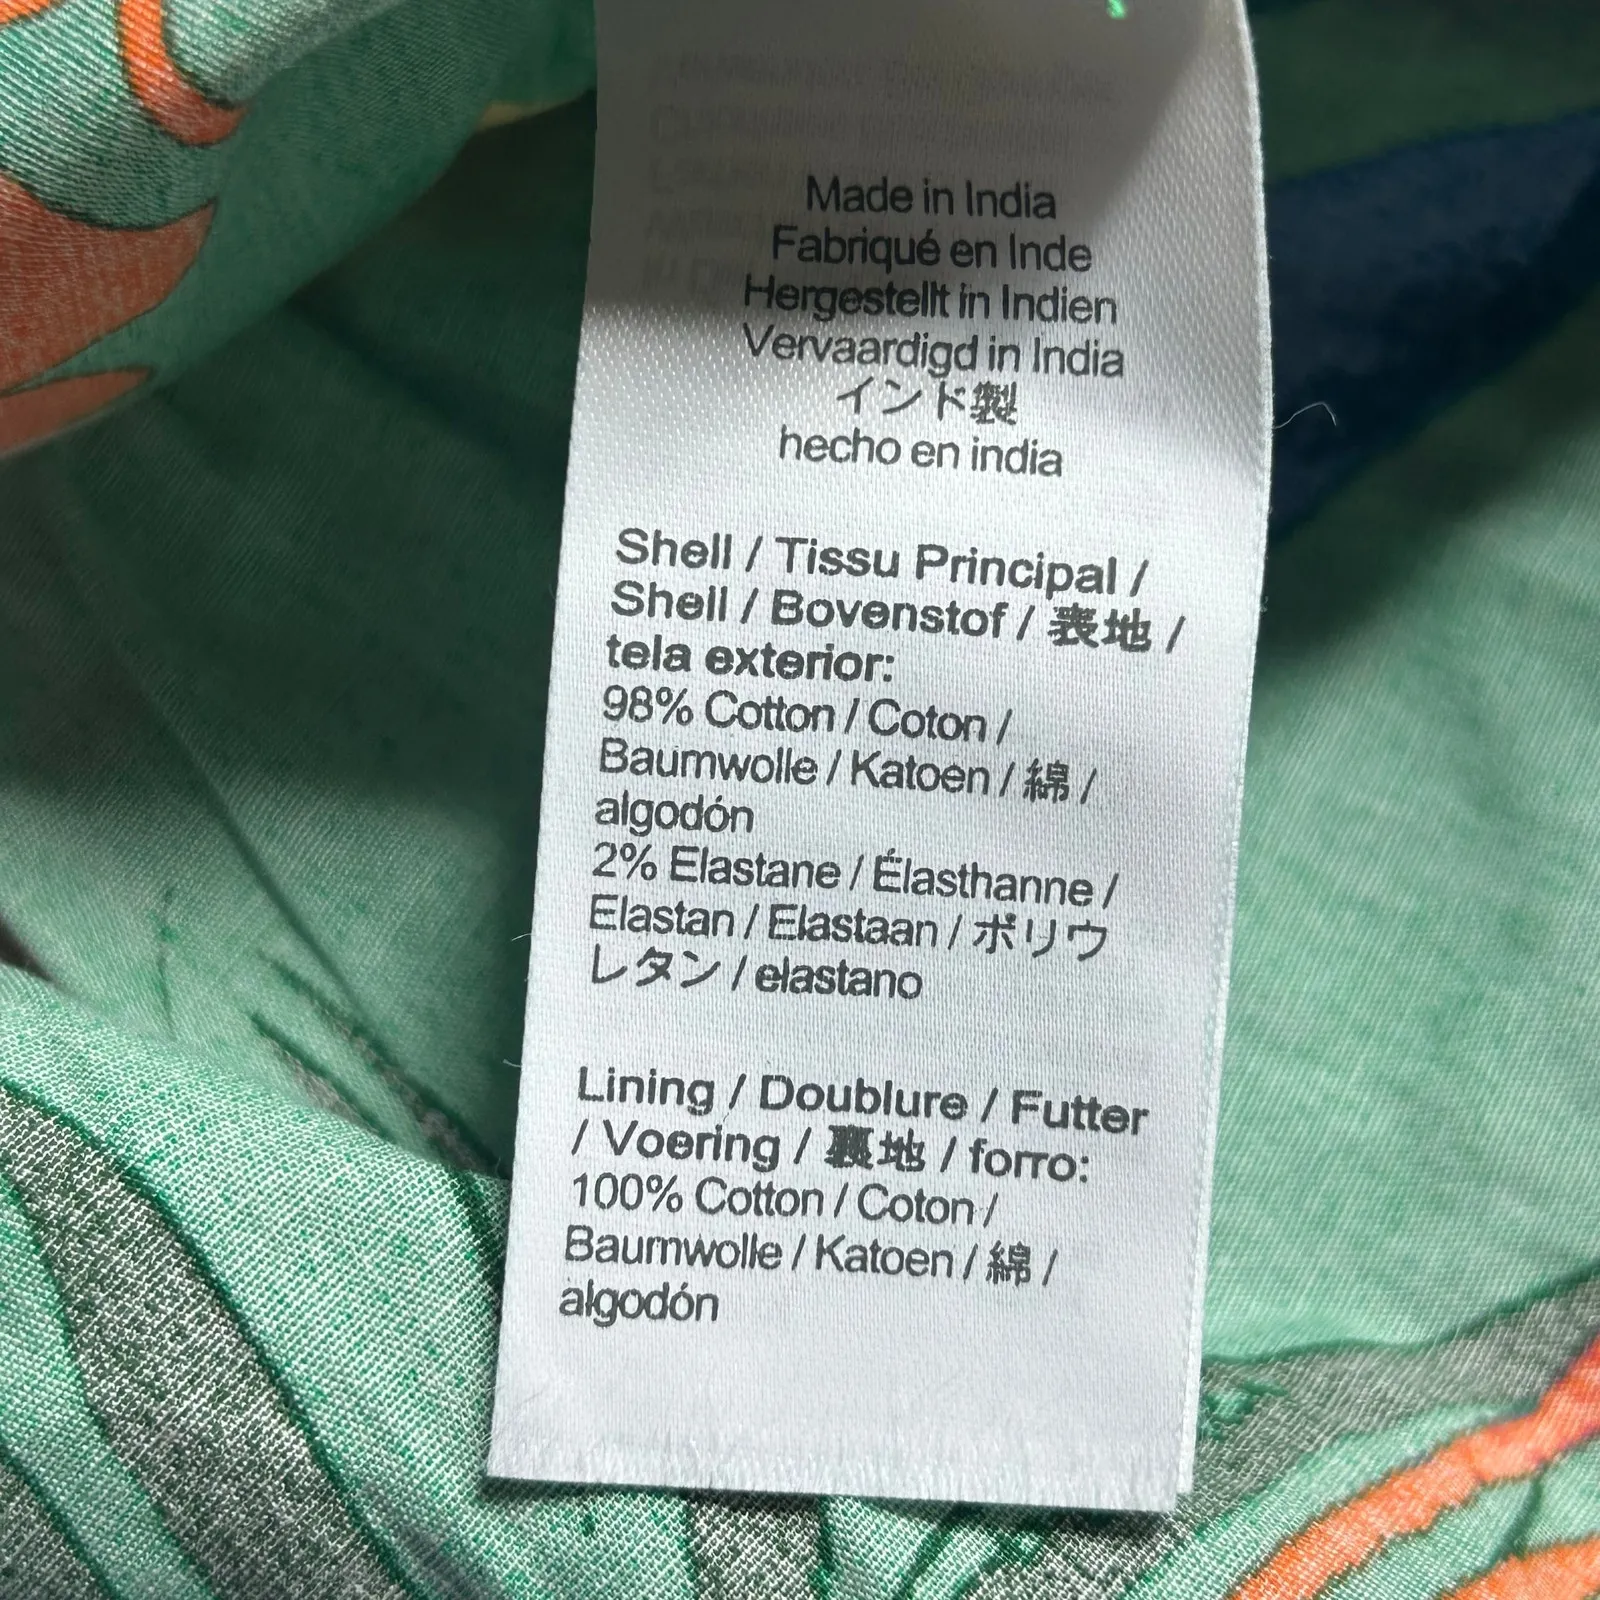 Made in India
Fabriqué en Inde
Hergestellt in Indien
Vervaardigd in India
インド製
hecho en india
Shell / Tissu Principal /
Shell / Bovenstof / 表地 /
tela exterior:
98% Cotton / Coton /
Baumwolle / Katoen / 綿 /
algodón
2% Elastane / Élasthanne /
Elastan / Elastaan / ポリウ
レタン / elastano
Lining / Doublure / Futter
/ Voering / 裏地 / forro:
100% Cotton / Coton /
Baumwolle / Katoen / 綿 /
algodón